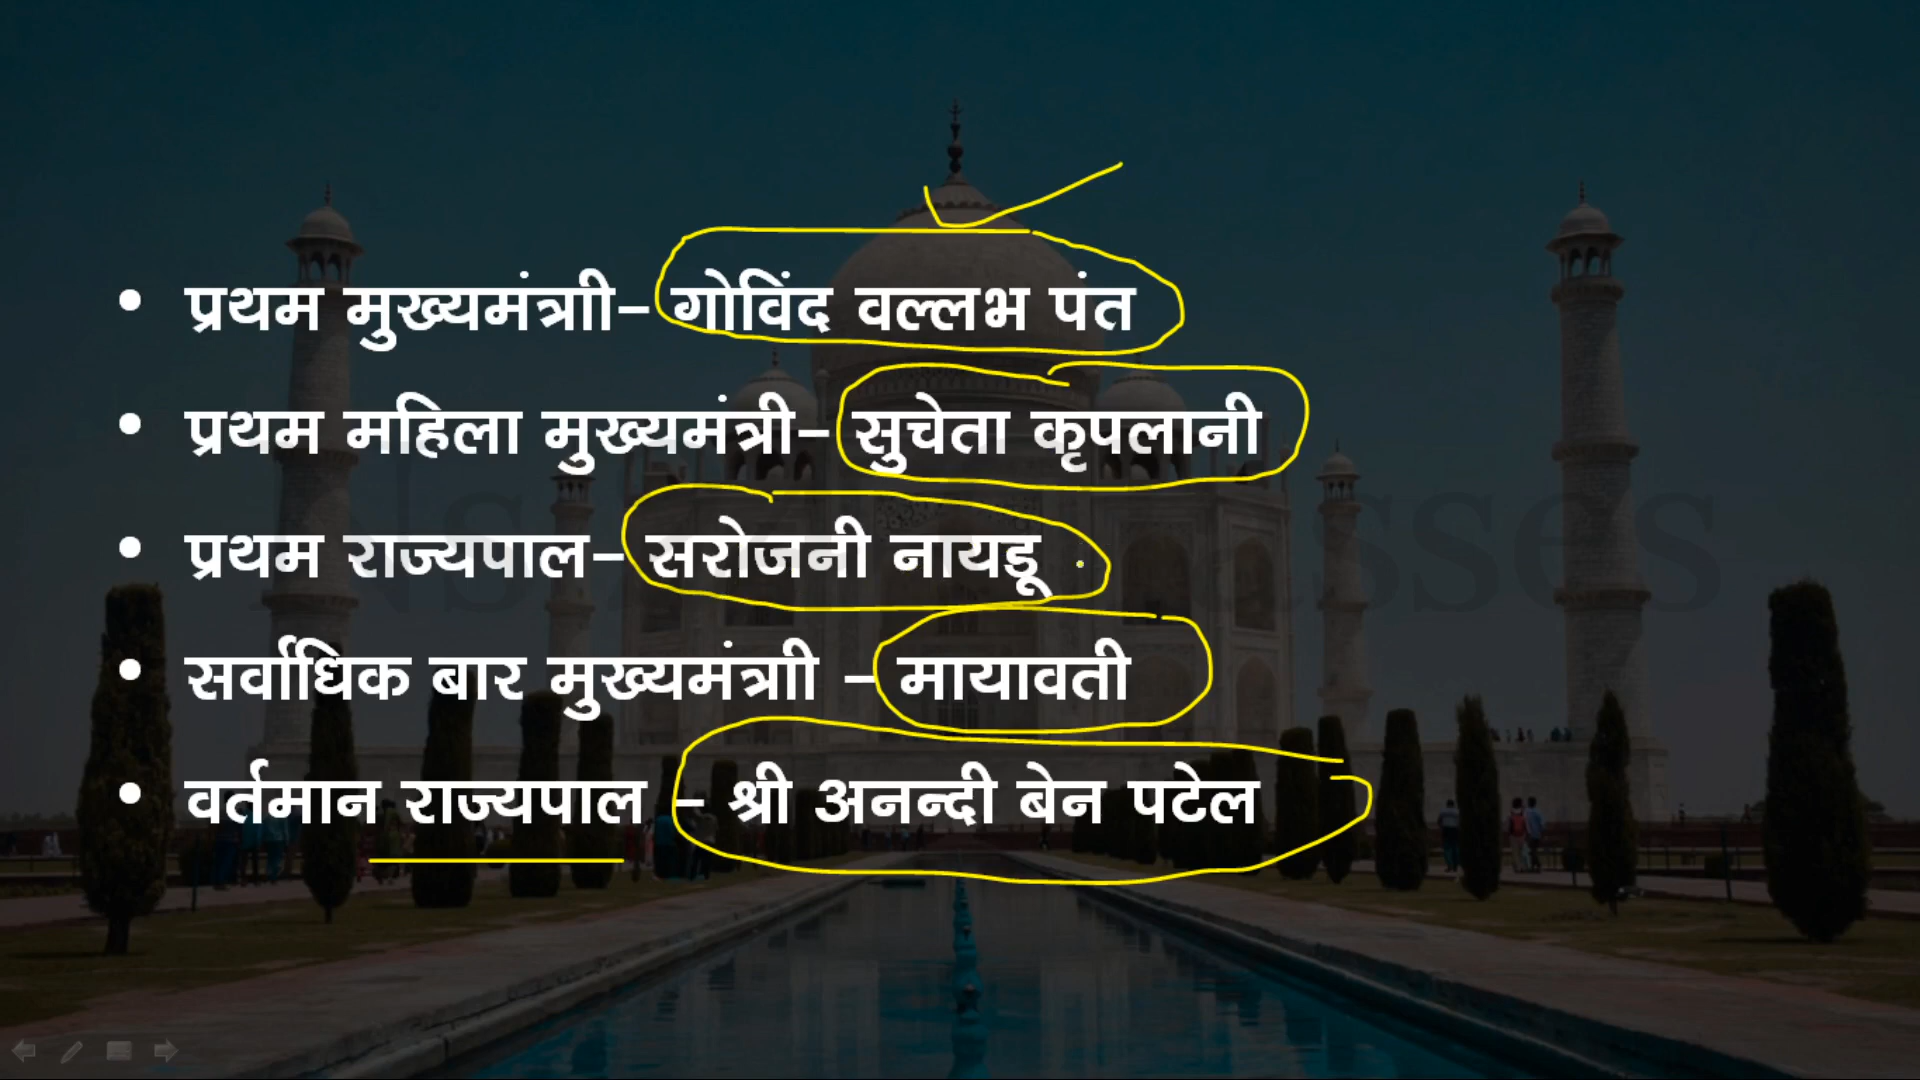 • प्रथम मुख्यमंत्राी– गोविंद वल्लभ पंत
• प्रथम महिला मुख्यमंत्री– सुचेता कृपलानी
• प्रथम राज्यपाल– सरोजनी नायडू
• सर्वाधिक बार मुख्यमंत्राी – मायावती
• वर्तमान राज्यपाल – श्री अनन्दी बेन पटेल